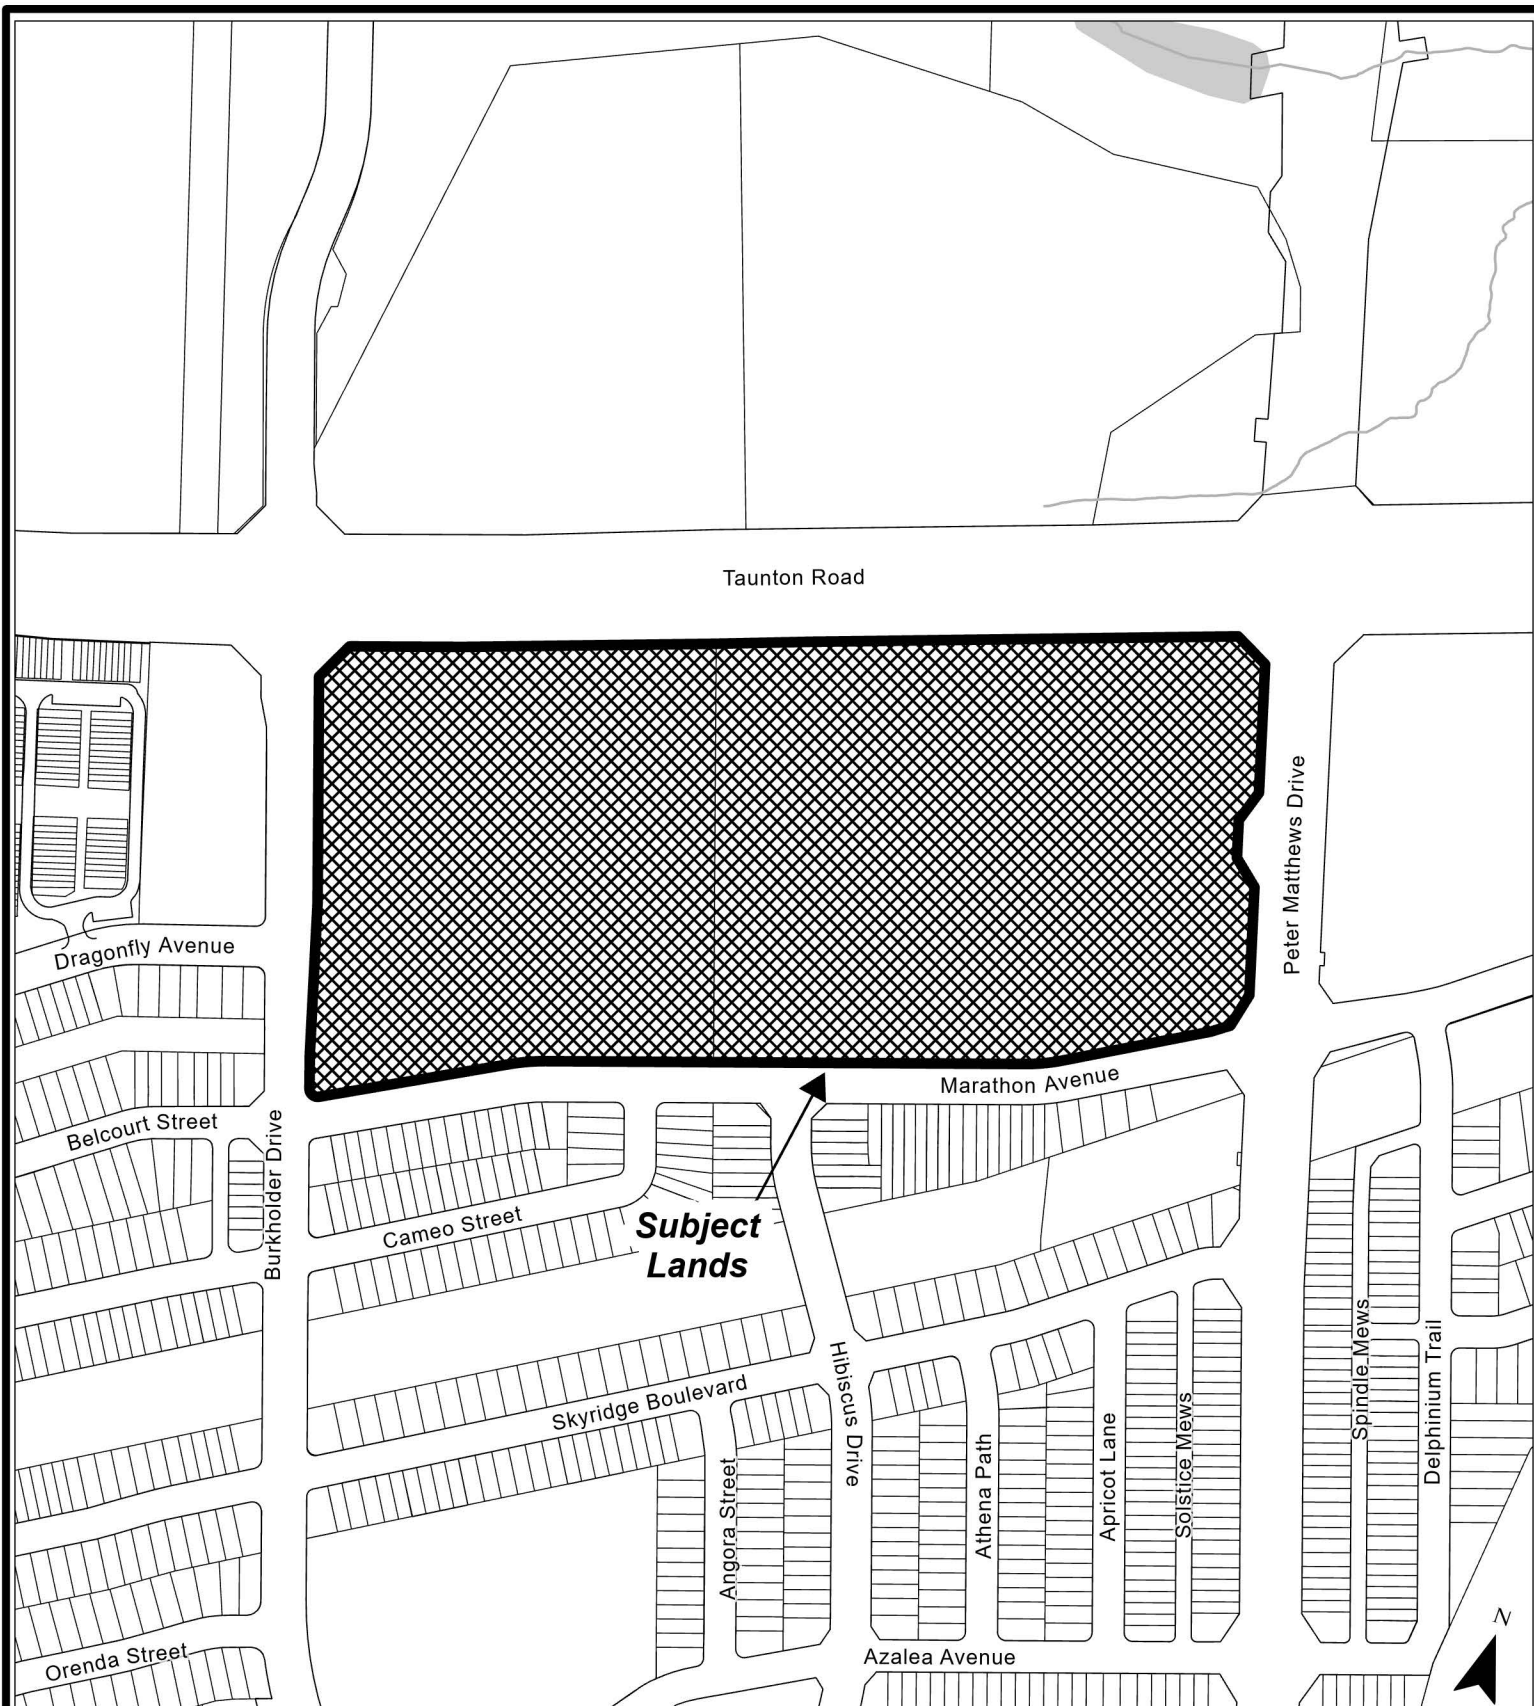 Taunton Road
Peter Matthews Drive
Dragonfly Avenue
Marathon Avenue
Belcourt Street
Burkholder Drive
Cameo Street
Subject
Lands
Skyridge Boulevard
Hibiscus Drive
Angora Street
Athena Path
Apricot Lane
Solstice Mews
Spindle Mews
Delphinium Trail
Orenda Street
Azalea Avenue
N